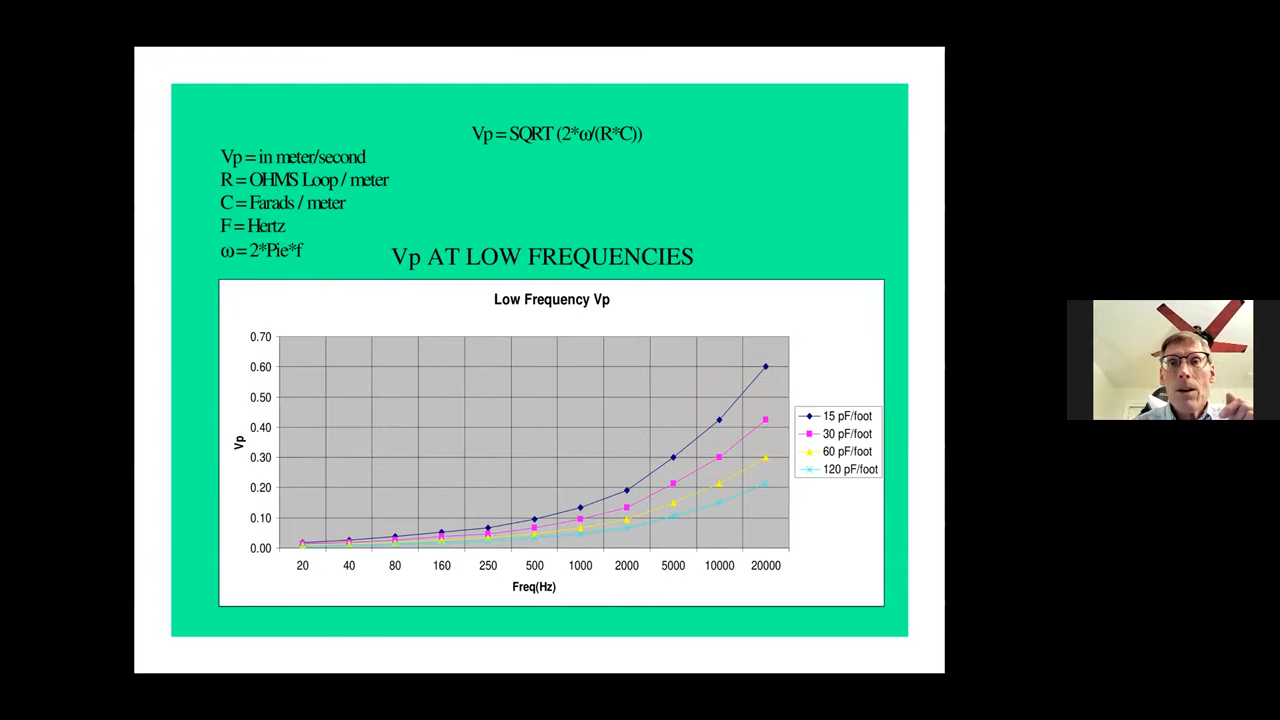 Vp = SQRT (2*ω/(R*C))
Vp = in meter/second
R = OHMS Loop / meter
C = Farads / meter
F = Hertz
ω = 2*Pie*f
Vp AT LOW FREQUENCIES
Low Frequency Vp
0.70
0.60
0.50
0.40
0.30
0.20
0.10
0.00
Vp
20 40 80 160 250 500 1000 2000 5000 10000 20000
Freq(Hz)
15 pF/foot
30 pF/foot
60 pF/foot
120 pF/foot